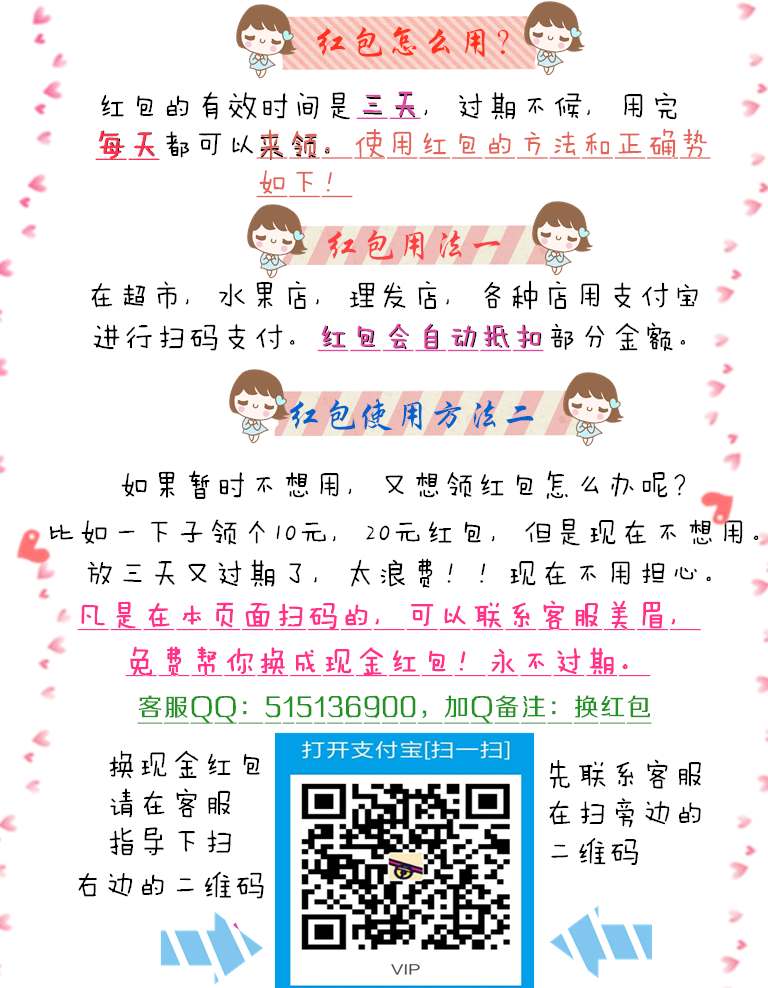 红包怎么用?
红包的有效时间是三天，过期不候，用完
每天都可以来领。使用红包的方法和正确势
如下！
红包用法一
在超市，水果店，理发店，各种店用支付宝
进行扫码支付。红包会自动抵扣部分金额。
红包使用方法二
如果暂时不想用，又想领红包怎么办呢?
比如一下子领个10元，20元红包，但是现在不想用。
放三天又过期了，太浪费！！现在不用担心。
凡是在本页面扫码的，可以联系客服美眉，
免费帮你换成现金红包！永不过期。
客服QQ：515136900，加Q备注：换红包
换现金红包
请在客服
指导下扫
右边的二维码
打开支付宝[扫一扫]
VIP
先联系客服
在扫旁边的
二维码